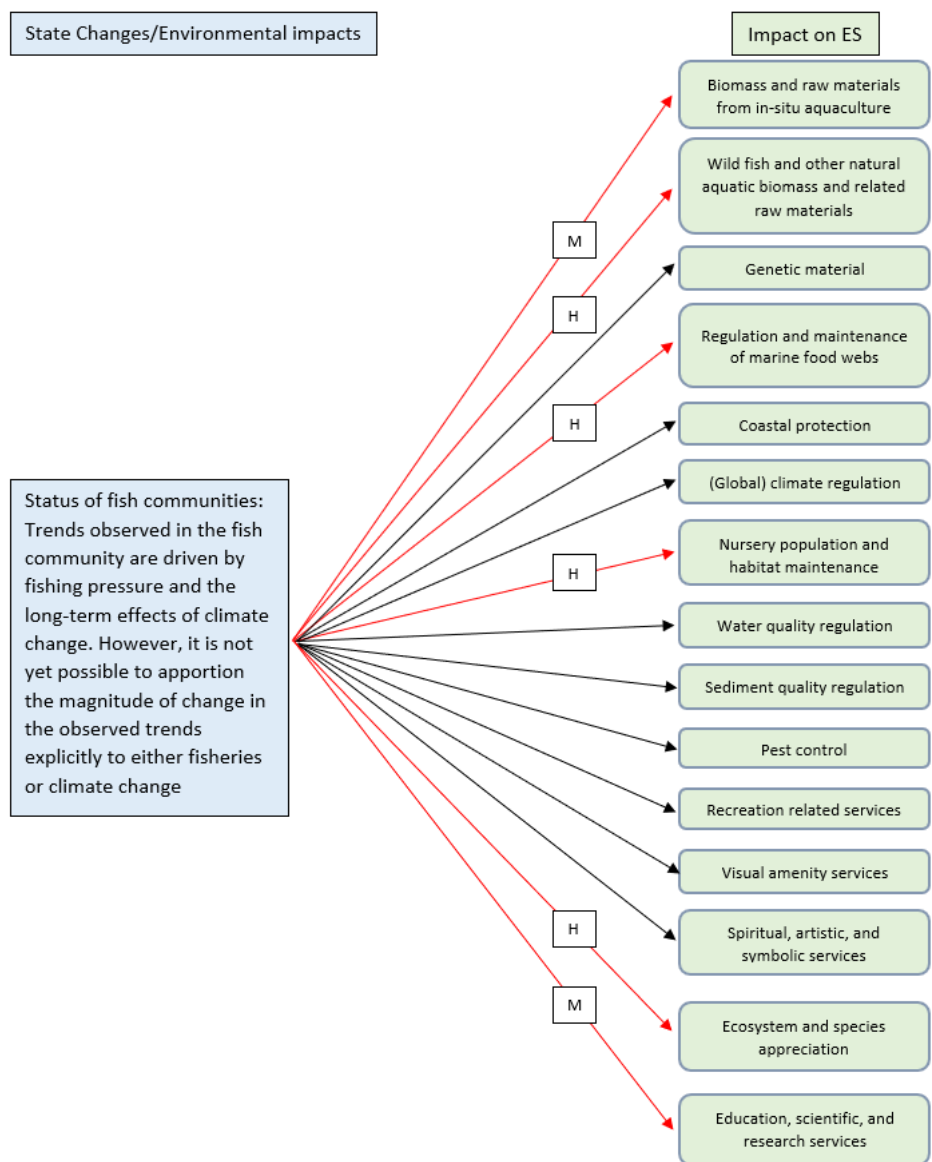 State Changes/Environmental impacts
Impact on ES
Biomass and raw materials
from in-situ aquaculture
Wild fish and other natural
aquatic biomass and related
raw materials
M
Genetic material
H
Regulation and maintenance
of marine food webs
H
Coastal protection
(Global) climate regulation
Status of fish communities:
Trends observed in the fish
community are driven by
fishing pressure and the
long-term effects of climate
change. However, it is not
yet possible to apportion
the magnitude of change in
the observed trends
explicitly to either fisheries
or climate change
Nursery population and
habitat maintenance
H
Water quality regulation
Sediment quality regulation
Pest control
Recreation related services
Visual amenity services
Spiritual, artistic, and
symbolic services
H
M
Ecosystem and species
appreciation
Education, scientific, and
research services